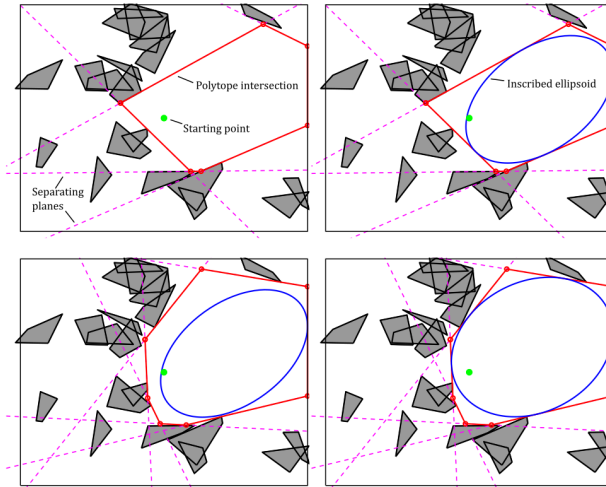 Polytope intersection
Starting point
Separating
planes
Inscribed ellipsoid